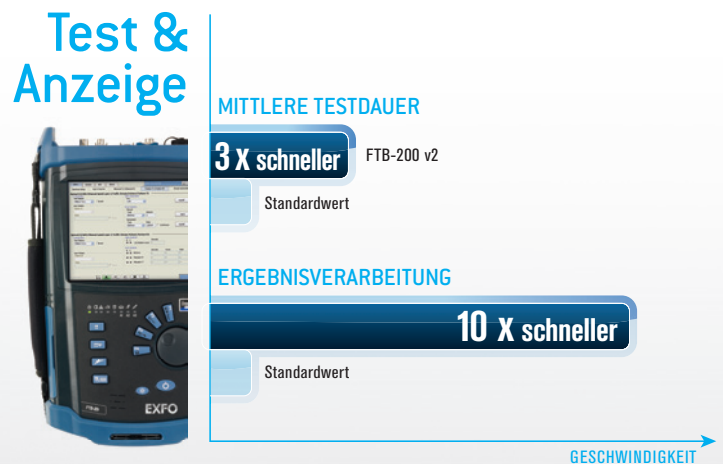 Test &
Anzeige
MITTLERE TESTDAUER
3 X schneller
FTB-200 v2
Standardwert
ERGEBNISVERARBEITUNG
10 X schneller
Standardwert
EXFO
GESCHWINDIGKEIT